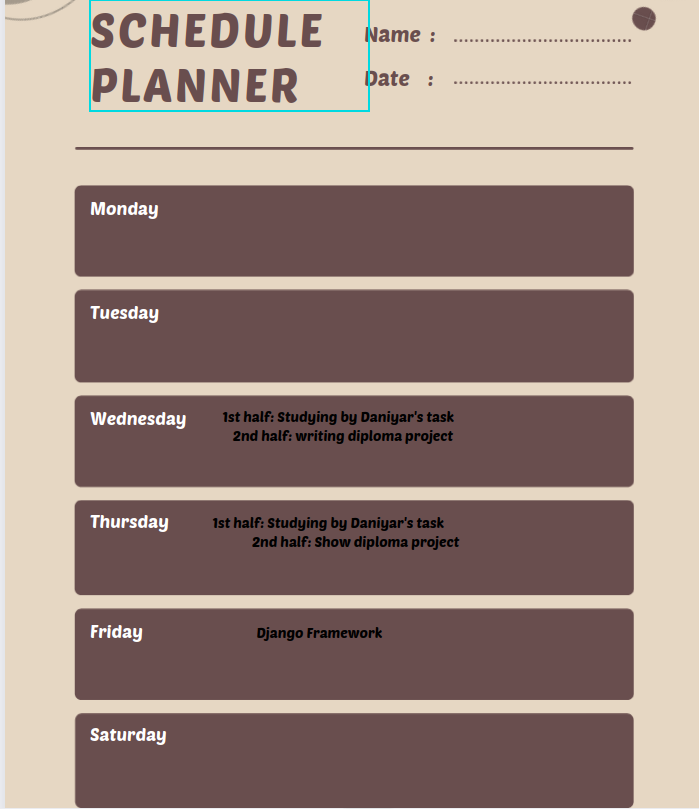 SCHEDULE
PLANNER
Name : ..................................
Date : ..................................
Monday
Tuesday
Wednesday
1st half: Studying by Daniyar's task
2nd half: writing diploma project
Thursday
1st half: Studying by Daniyar's task
2nd half: Show diploma project
Friday
Django Framework
Saturday